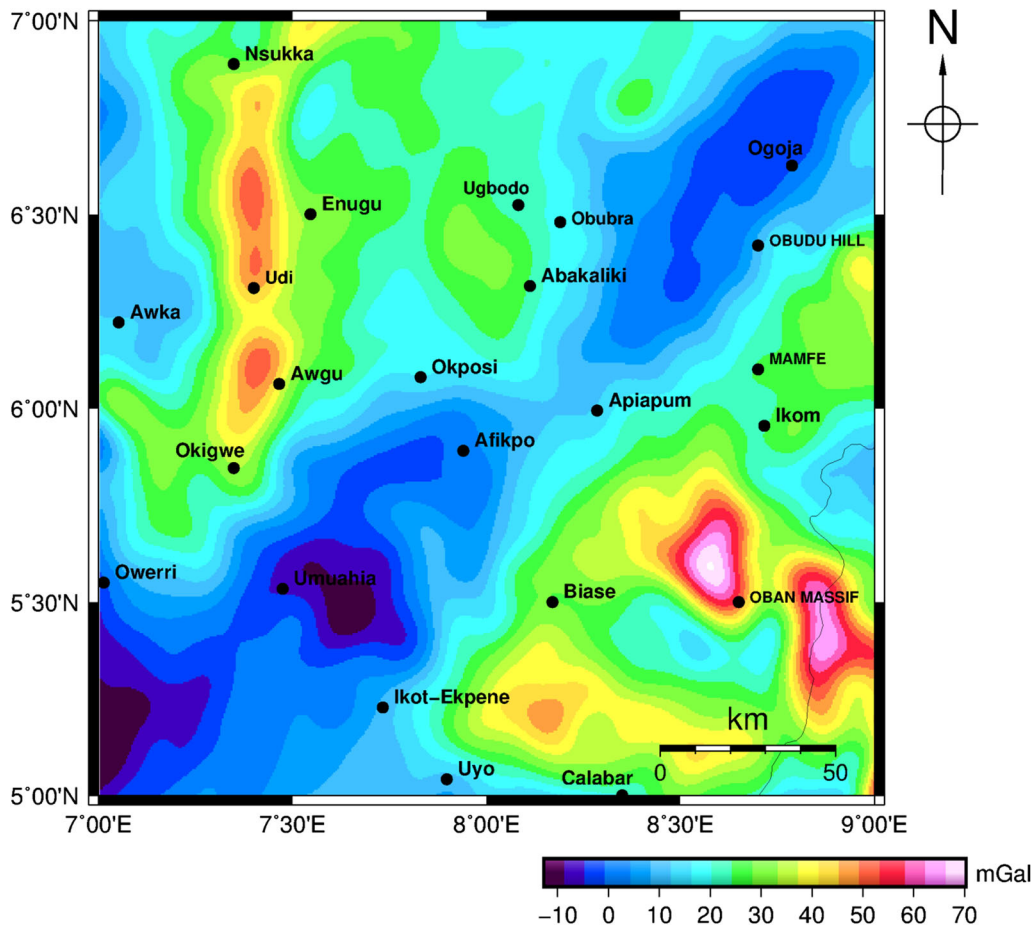 7°00'N
N
Nsukka
Ogoja
Ugbodo
Enugu
6°30'N
Obubra
OBUDU HILL
Udi
Abakaliki
Awka
MAMFE
Okposi
Awgu
6°00'N
Apiapum
Ikom
Afikpo
Okigwe
Owerri
Umuahia
Biase
OBAN MASSIF
5°30'N
Ikot-Ekpene
km
Uyo
Calabar
0 50
5°00'N
7°00'E 7°30'E 8°00'E 8°30'E 9°00'E
mGal
-10 0 10 20 30 40 50 60 70